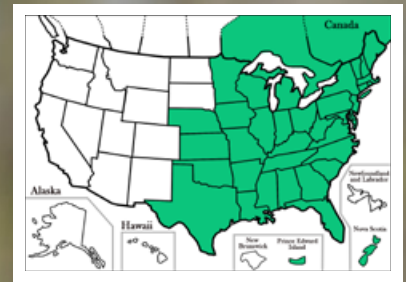 Canada
Newfoundland
and Labrador
Alaska
Hawaii
New
Brunswick
Prince Edward
Island
Nova Scotia